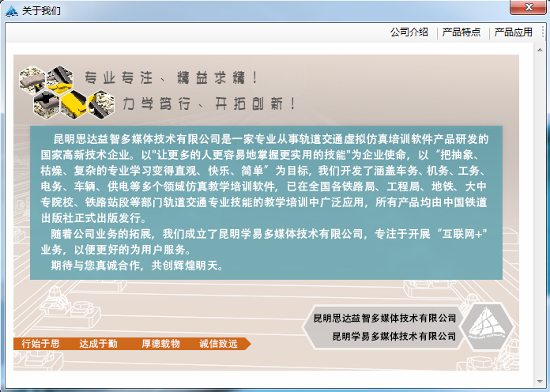 关于我们
公司介绍 产品特点 产品应用
专业专注、精益求精！
力学笃行、开拓创新！
昆明思达益智多媒体技术有限公司是一家专业从事轨道交通虚拟仿真培训软件产品研发的
国家高新技术企业。以"让更多的人更容易地掌握更实用的技能"为企业使命，以“把抽象、
枯燥、复杂的专业学习变得直观、快乐、简单”为目标，我们开发了涵盖车务、机务、工务、
电务、车辆、供电等多个领域仿真教学培训软件，已在全国各铁路局、工程局、地铁、大中
专院校、铁路站段等部门轨道交通专业技能的教学培训中广泛应用，所有产品均由中国铁道
出版社正式出版发行。
随着公司业务的拓展，我们成立了昆明学易多媒体技术有限公司，专注于开展“互联网+"
业务，以便更好的为用户服务。
期待与您真诚合作，共创辉煌明天。
昆明思达益智多媒体技术有限公司
昆明学易多媒体技术有限公司
行始于思 达成于勤 厚德载物 诚信致远